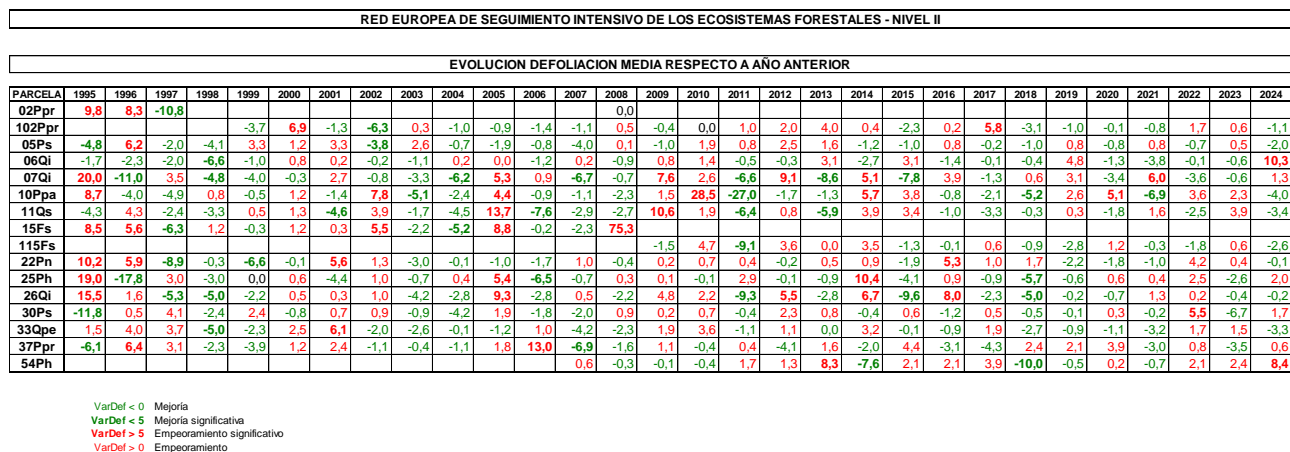 RED EUROPEA DE SEGUIMIENTO INTENSIVO DE LOS ECOSISTEMAS FORESTALES - NIVEL II
EVOLUCION DEFOLIACION MEDIA RESPECTO A AÑO ANTERIOR
PARCELA 1995 1996 1997 1998 1999 2000 2001 2002 2003 2004 2005 2006 2007 2008 2009 2010 2011 2012 2013 2014 2015 2016 2017 2018 2019 2020 2021 2022 2023 2024
02Ppr 9,8 8,3 -10,8 0,0
102Ppr -3,7 6,9 -1,3 -6,3 0,3 -1,0 -0,9 -1,4 -1,1 0,5 -0,4 0,0 1,0 2,0 4,0 0,4 -2,3 0,2 5,8 -3,1 -1,0 -0,1 -0,8 1,7 0,6 -1,1
05Ps -4,8 6,2 -2,0 -4,1 3,3 1,2 3,3 -3,8 2,6 -0,7 -1,9 -0,8 -4,0 0,1 -1,0 1,9 0,8 2,5 1,6 -1,2 -1,0 0,8 -0,2 -1,0 0,8 -0,8 0,8 -0,7 0,5 -2,0
06Qi -1,7 -2,3 -2,0 -6,6 -1,0 0,8 0,2 -0,2 -1,1 0,2 0,0 -1,2 0,2 -0,9 0,8 1,4 -0,5 -0,3 3,1 -2,7 3,1 -1,4 -0,1 -0,4 4,8 -1,3 -3,8 -0,1 -0,6 10,3
07Qi 20,0 -11,0 3,5 -4,8 -4,0 -0,3 2,7 -0,8 -3,3 -6,2 5,3 0,9 -6,7 -0,7 7,6 2,6 -6,6 9,1 -8,6 5,1 -7,8 3,9 -1,3 0,6 3,1 -3,4 6,0 -3,6 -0,6 1,3
10Ppa 8,7 -4,0 -4,9 0,8 -0,5 1,2 -1,4 7,8 -5,1 -2,4 4,4 -0,9 -1,1 -2,3 1,5 28,5 -27,0 -1,7 -1,3 5,7 3,8 -0,8 -2,8 -5,2 2,6 5,1 -6,9 3,6 2,3 -4,0
11Qs -4,3 4,3 -2,4 -3,3 0,5 1,3 -4,6 3,9 -1,7 -4,5 13,7 -7,6 -2,9 -2,7 10,6 1,9 -6,4 0,8 -5,9 3,9 3,4 -1,0 -3,3 -0,3 0,3 -1,8 1,6 -2,5 3,9 -3,4
15Fs 8,5 5,6 -6,3 1,2 -0,3 1,2 0,3 5,5 -2,2 -5,2 8,8 -0,2 -2,3 75,3
115Fs -1,5 4,7 -9,1 3,6 0,0 3,5 -1,3 -0,1 0,6 -0,9 -2,8 1,2 -0,3 -1,8 0,6 -2,6
22Pn 10,2 5,9 -8,9 -0,3 -6,6 -0,1 5,6 1,3 -3,0 -0,1 -1,0 -1,7 1,0 -0,4 0,2 0,7 0,4 -0,2 0,5 0,9 -1,9 5,3 1,0 1,7 -2,2 -1,8 -1,0 4,2 0,4 -0,1
25Ph 19,0 -17,8 3,0 -3,0 0,0 0,6 -4,4 1,0 -0,7 0,4 5,4 -6,5 -0,7 0,3 0,1 -0,1 2,9 -0,1 -0,9 10,4 -4,1 0,9 -0,9 -5,7 -0,6 0,6 0,4 2,5 -2,6 2,0
26Qi 15,5 1,6 -5,3 -5,0 -2,2 0,5 0,3 1,0 -4,2 -2,8 9,3 -2,8 0,5 -2,2 4,8 2,2 -9,3 5,5 -2,8 6,7 -9,6 8,0 -2,3 -5,0 -0,2 -0,7 1,3 0,2 -0,4 -0,2
30Ps -11,8 0,5 4,1 -2,4 2,4 -0,8 0,7 0,9 -0,9 -4,2 1,9 -1,8 -2,0 0,9 0,2 0,7 -0,4 2,3 0,8 -0,4 0,6 -1,2 0,5 -0,5 -0,1 0,3 -0,2 5,5 -6,7 1,7
33Qpe 1,5 4,0 3,7 -5,0 -2,3 2,5 6,1 -2,0 -2,6 -0,1 -1,2 1,0 -4,2 -2,3 1,9 3,6 -1,1 1,1 0,0 3,2 -0,1 -0,9 1,9 -2,7 -0,9 -1,1 -3,2 1,7 1,5 -3,3
37Ppr -6,1 6,4 3,1 -2,3 -3,9 1,2 2,4 -1,1 -0,4 -1,1 1,8 13,0 -6,9 -1,6 1,1 -0,4 0,4 -4,1 1,6 -2,0 4,4 -3,1 -4,3 2,4 2,1 3,9 -3,0 0,8 -3,5 0,6
54Ph 0,6 -0,3 -0,1 -0,4 1,7 1,3 8,3 -7,6 2,1 2,1 3,9 -10,0 -0,5 0,2 -0,7 2,1 2,4 8,4
VarDef < 0 Mejoría
VarDef < 5 Mejoría significativa
VarDef > 5 Empeoramiento significativo
VarDef > 0 Empeoramiento